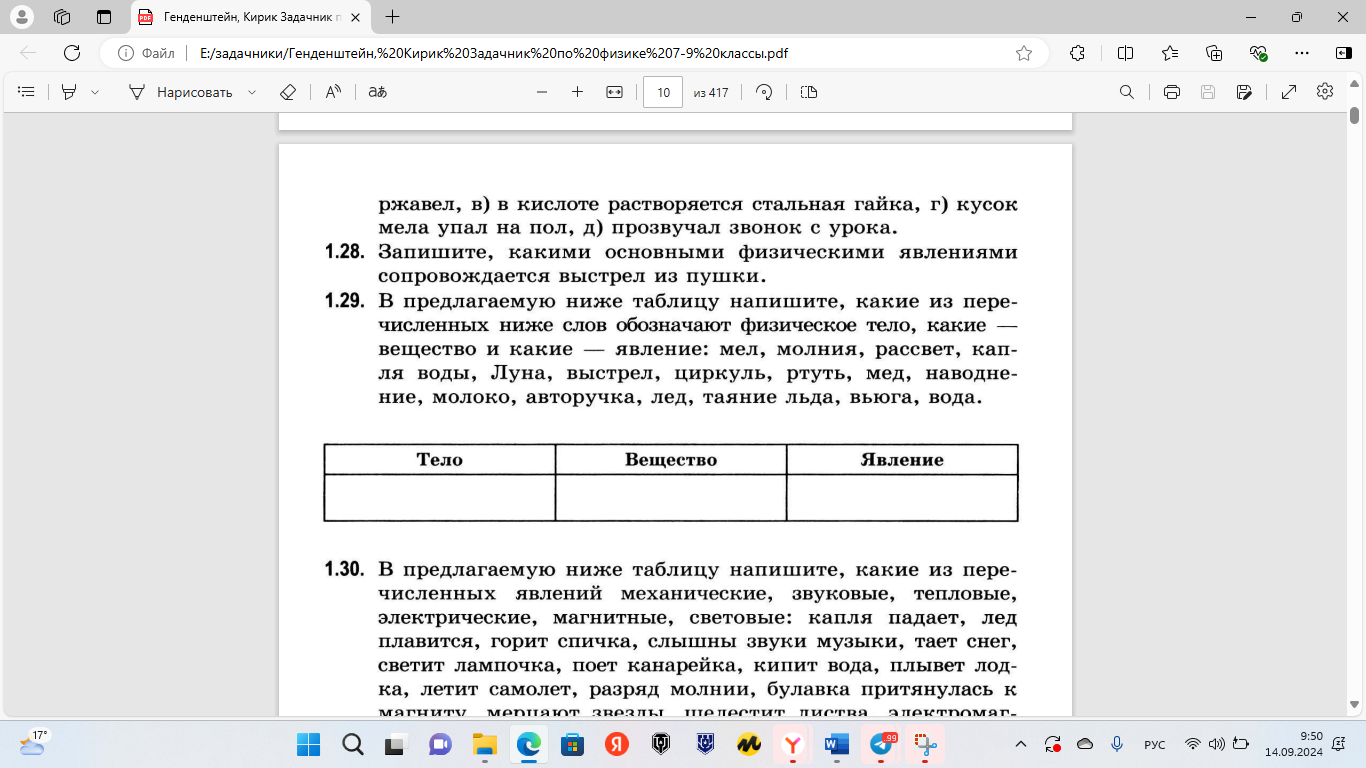 Генденштейн, Кирик Задачник п
Файл E:/задачники/Генденштейн,%20Кирик%20Задачник%20по%20физике%207-9%20классы.pdf
Нарисовать 10 из 417
ржавел, в) в кислоте растворяется стальная гайка, г) кусок
мела упал на пол, д) прозвучал звонок с урока.
1.28. Запишите, какими основными физическими явлениями
сопровождается выстрел из пушки.
1.29. В предлагаемую ниже таблицу напишите, какие из пере-
численных ниже слов обозначают физическое тело, какие —
вещество и какие — явление: мел, молния, рассвет, кап-
ля воды, Луна, выстрел, циркуль, ртуть, мед, наводне-
ние, молоко, авторучка, лед, таяние льда, вьюга, вода.
Тело Вещество Явление
1.30. В предлагаемую ниже таблицу напишите, какие из пере-
численных явлений механические, звуковые, тепловые,
электрические, магнитные, световые: капля падает, лед
плавится, горит спичка, слышны звуки музыки, тает снег,
светит лампочка, поет канарейка, кипит вода, плывет лод-
ка, летит самолет, разряд молнии, булавка притянулась к
магниту, мерцают звезды, шелестит листва, электромаг-
17°
99
РУС
9:50
14.09.2024